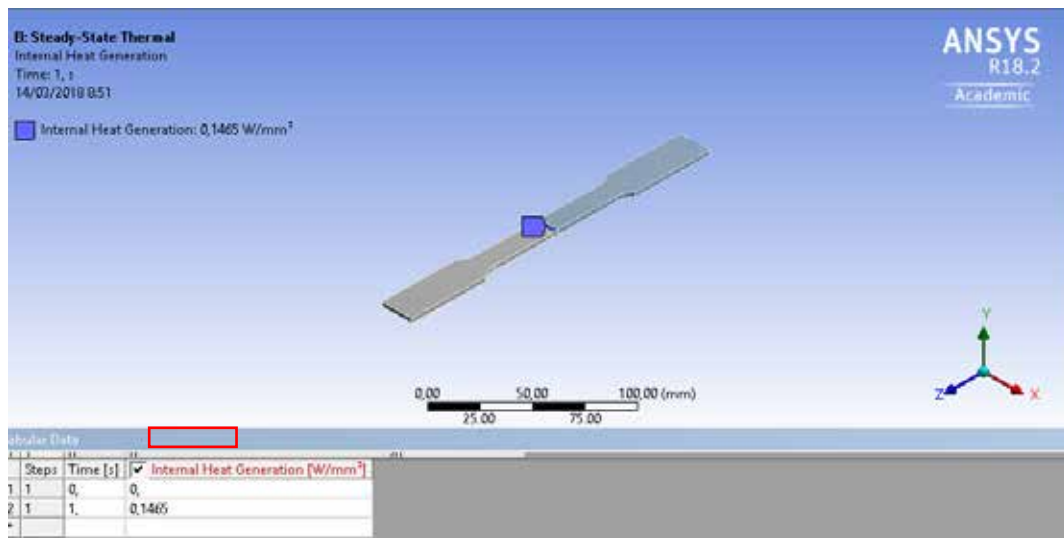 B: Steady-State Thermal
Internal Heat Generation
Time: 1, s
14/03/2018 8:51
Internal Heat Generation: 0,1465 W/mm³
ANSYS
R18.2
Academic
Y
Z
X
0,00 50,00 100,00 (mm)
25,00 75,00
Data
Steps Time [s] Internal Heat Generation [W/mm³]
1 1 0, 0,
2 1 1, 0,1465
*